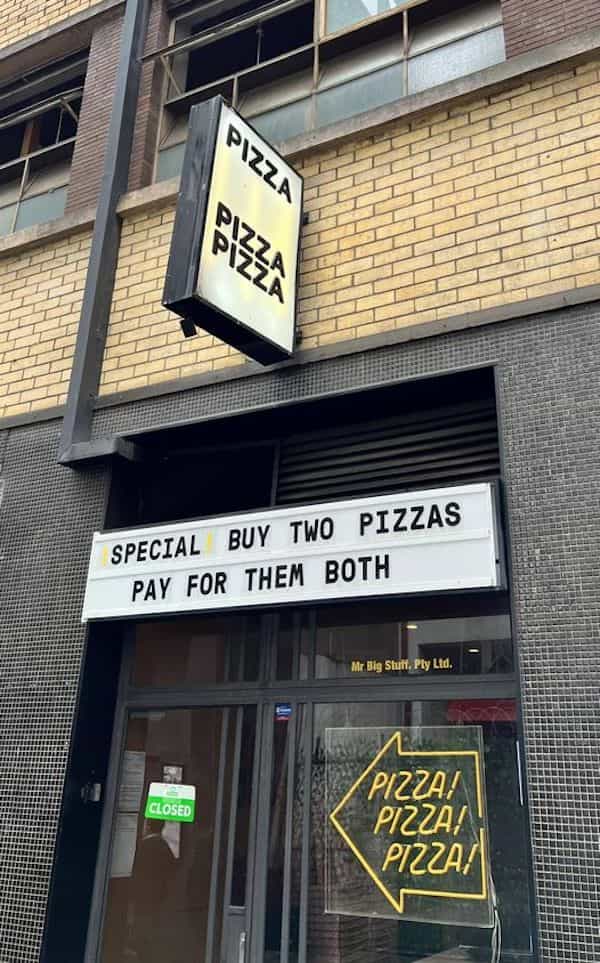 PIZZA
PIZZA
PIZZA
!SPECIAL! BUY TWO PIZZAS
PAY FOR THEM BOTH
Mr Big Stuff. Pty Ltd.
PIZZA!
PIZZA!
PIZZA!
CLOSED